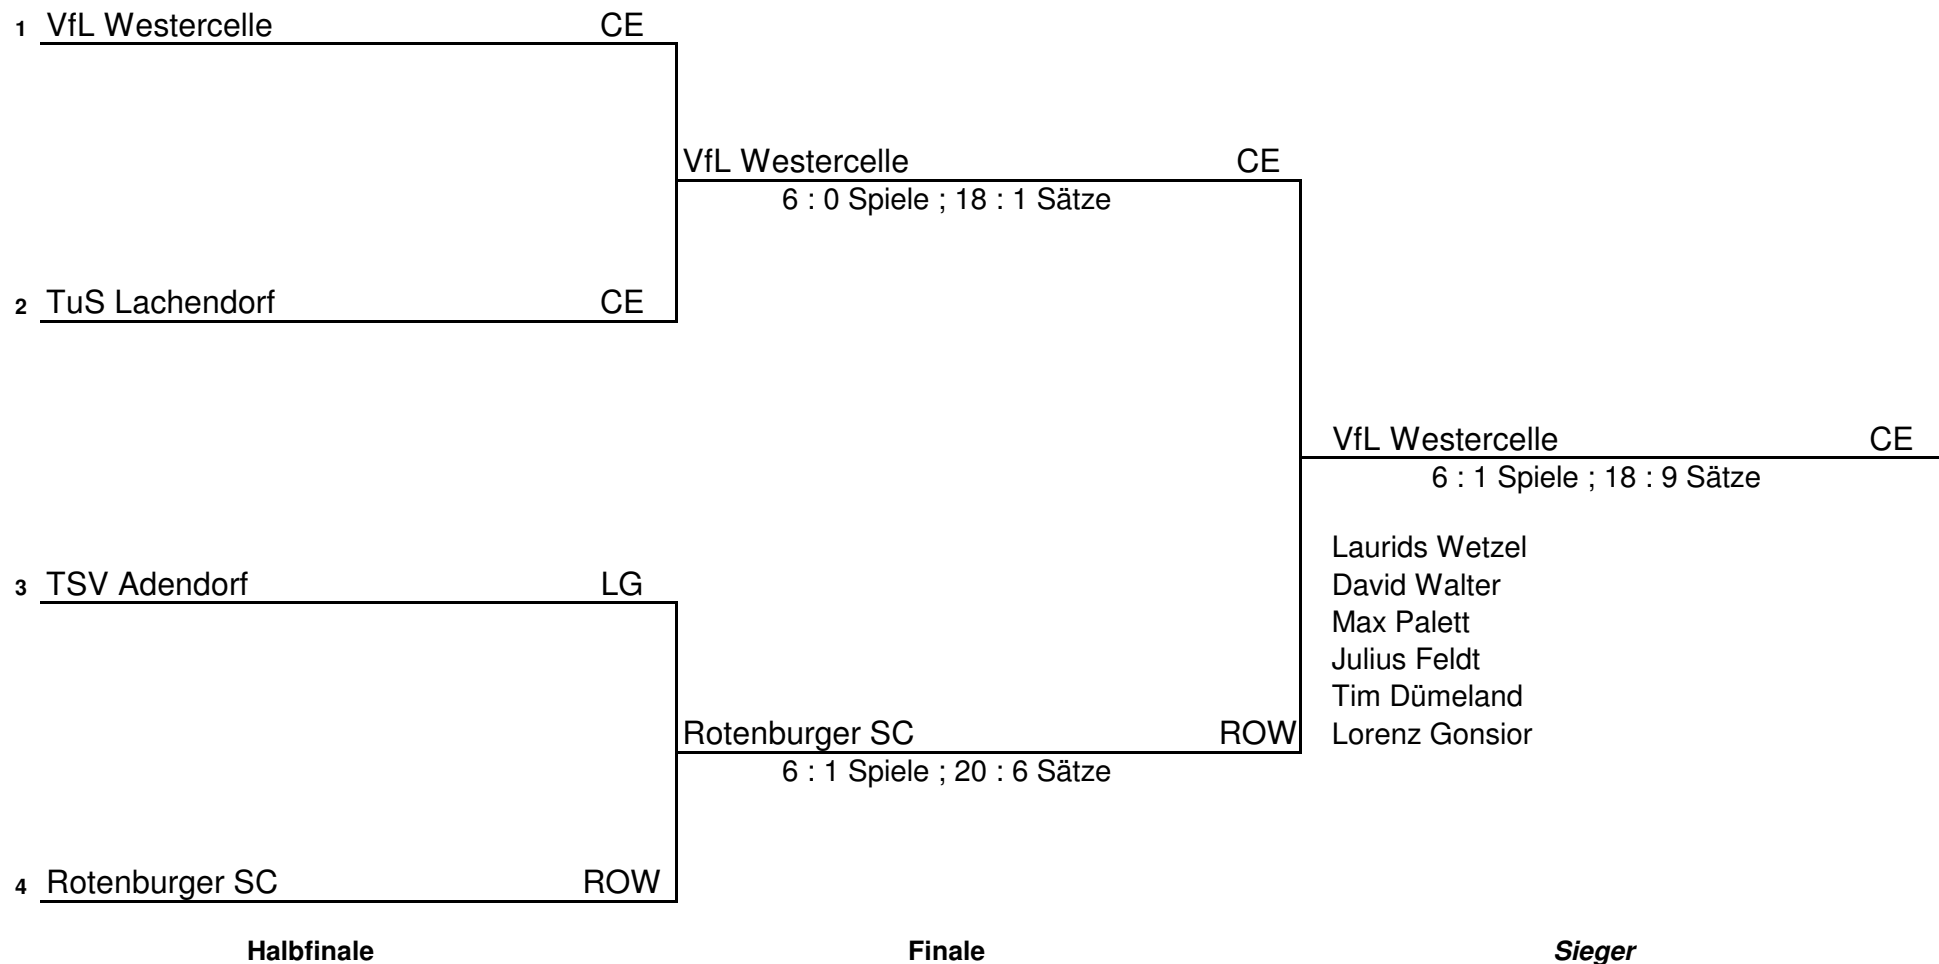 1 VfL Westercelle CE
VfL Westercelle CE
6 : 0 Spiele ; 18 : 1 Sätze
2 TuS Lachendorf CE
VfL Westercelle CE
6 : 1 Spiele ; 18 : 9 Sätze
Laurids Wetzel
3 TSV Adendorf LG
David Walter
Max Palett
Julius Feldt
Tim Dümeland
Rotenburger SC ROW
Lorenz Gonsior
6 : 1 Spiele ; 20 : 6 Sätze
4 Rotenburger SC ROW
Halbfinale Finale Sieger